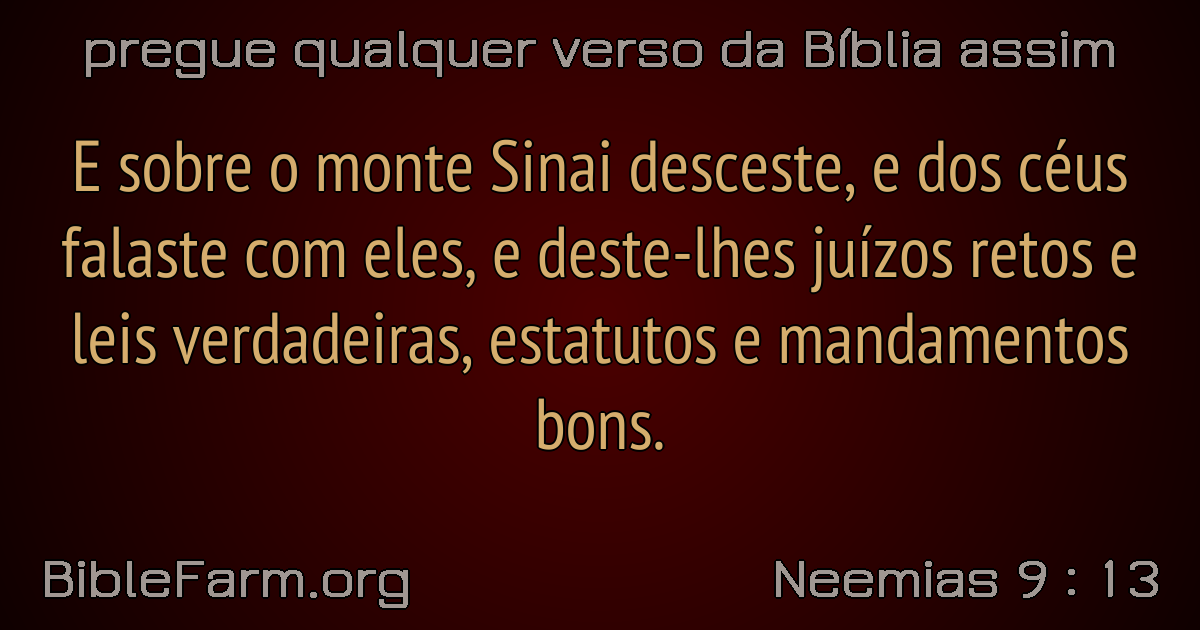 pregue qualquer verso da Bíblia assim
E sobre o monte Sinai desceste, e dos céus
falaste com eles, e deste-lhes juízos retos e
leis verdadeiras, estatutos e mandamentos
bons.
BibleFarm.org
Neemias 9 : 13